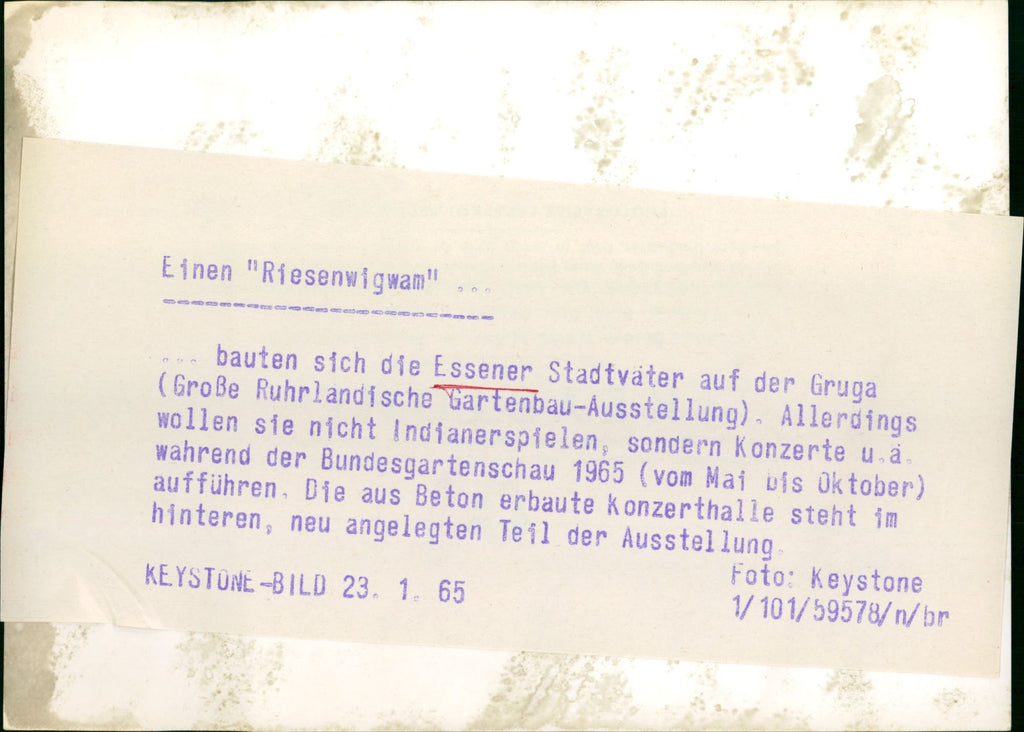 Einen "Riesenwigwam" ...
... bauten sich die Essener Stadtväter auf der Gruga
(Große Ruhrländische Gartenbau-Ausstellung). Allerdings
wollen sie nicht Indianerspielen, sondern Konzerte u.ä.
während der Bundesgartenschau 1965 (vom Mai bis Oktober)
aufführen. Die aus Beton erbaute Konzerthalle steht im
hinteren, neu angelegten Teil der Ausstellung.
KEYSTONE-BILD 23. 1. 65
Foto: Keystone
1/101/59578/n/br